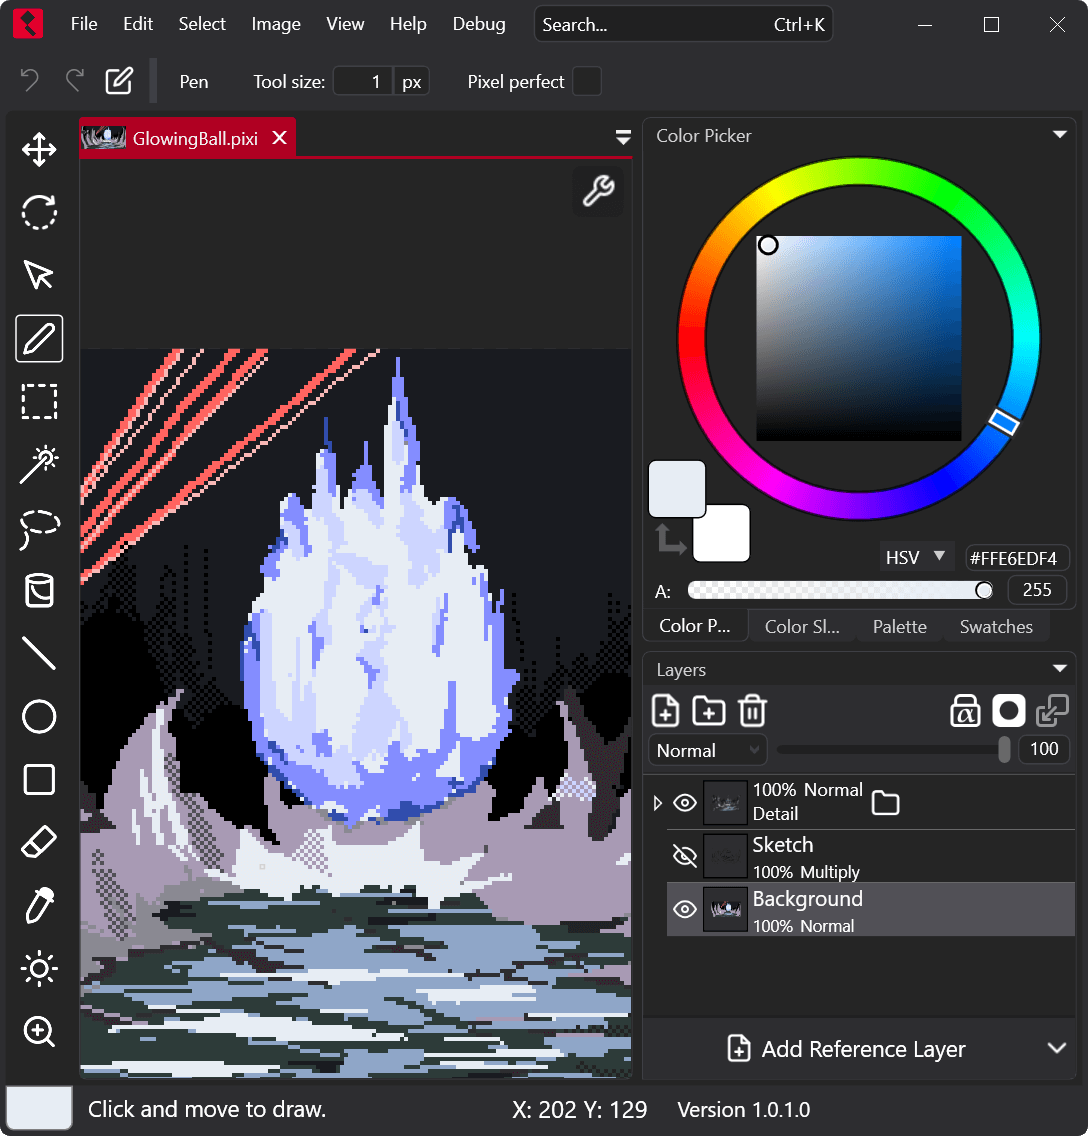 File Edit Select Image View Help Debug Search... Ctrl+K
Pen Tool size: 1 px Pixel perfect
GlowingBall.pixi
Color Picker
HSV #FFE6EDF4
A: 255
Color P... Color Sl... Palette Swatches
Layers
α
Normal 100
100% Normal
Detail
Sketch
100% Multiply
Background
100% Normal
Add Reference Layer
Click and move to draw. X: 202 Y: 129 Version 1.0.1.0